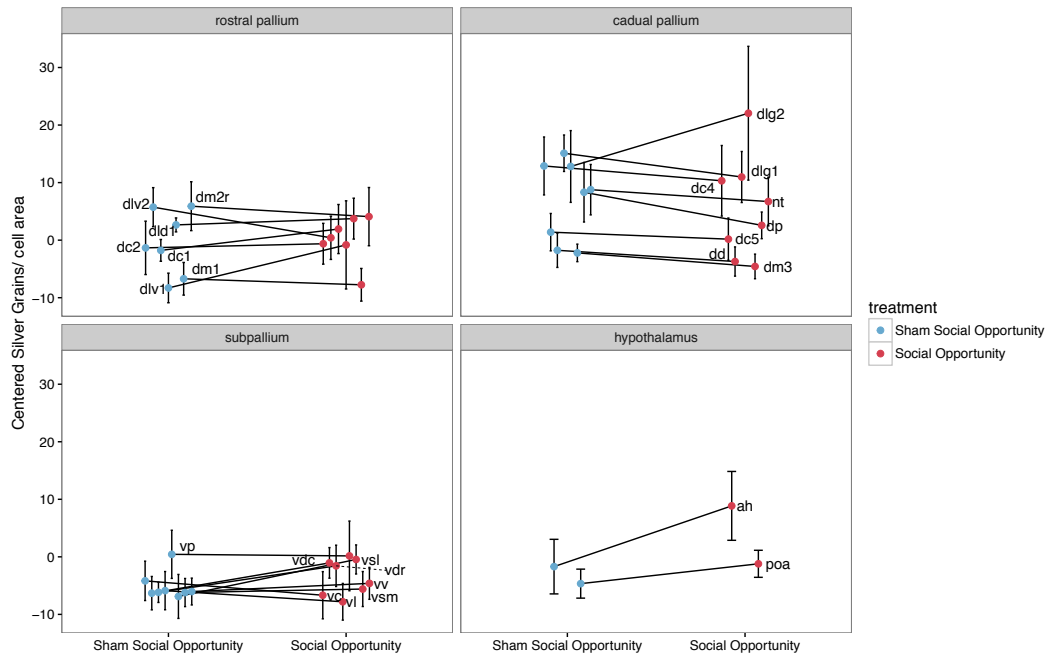 rostral pallium
cadual pallium
30
20
10
0
−10
dlv2
dm2r
dld1
dc2
dc1
dm1
dlv1
dlg2
dlg1
dc4
nt
dp
dc5
dd
dm3
Centered Silver Grains/ cell area
treatment
Sham Social Opportunity
Social Opportunity
subpallium
hypothalamus
30
20
10
0
−10
vp
vdc
vsl
vdr
vv
vc
vl
vsm
ah
poa
Sham Social Opportunity
Social Opportunity
Sham Social Opportunity
Social Opportunity